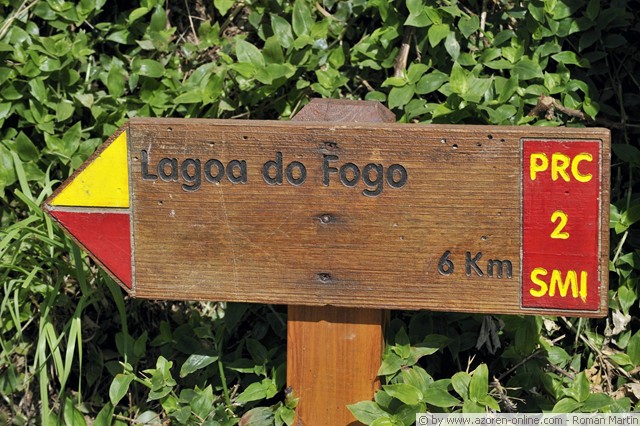 Lagoa do Fogo
6 Km
PRC
2
SMI
© by www.azoren-online.com - Roman Martin